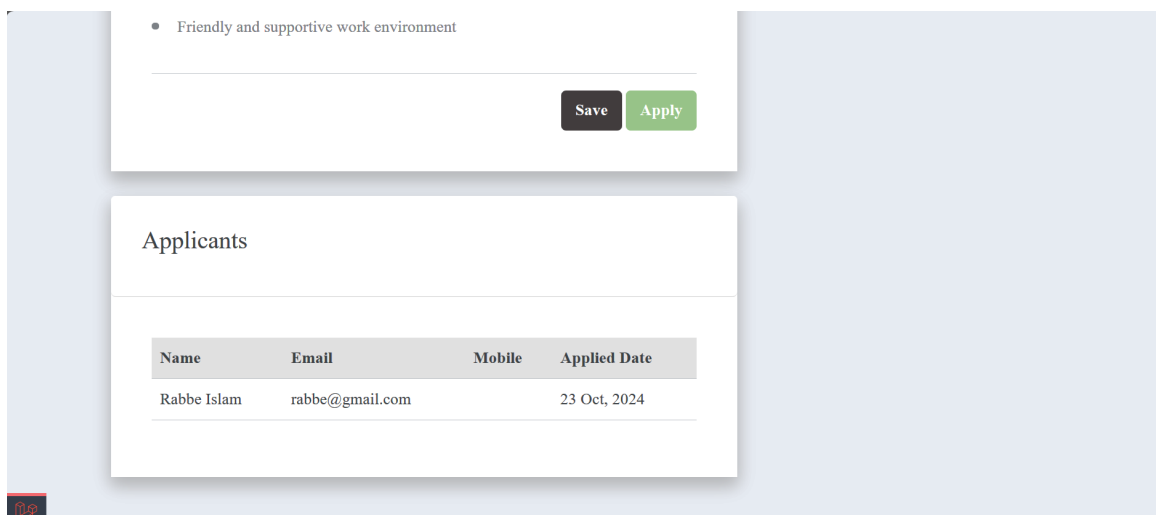 Friendly and supportive work environment
Save Apply
Applicants
Name Email Mobile Applied Date
Rabbe Islam rabbe@gmail.com 23 Oct, 2024